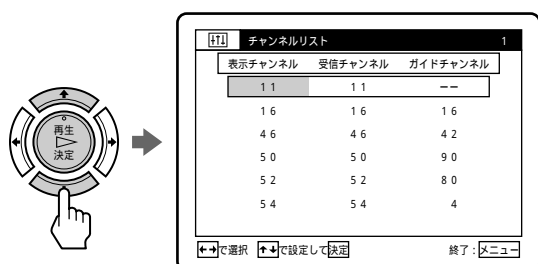 再生
決定
チャンネルリスト 1
表示チャンネル 受信チャンネル ガイドチャンネル
11 11 --
16 16 16
46 46 42
50 50 90
52 52 80
54 54 4
←→で選択 ↑↓で設定して決定 終了:メニュー